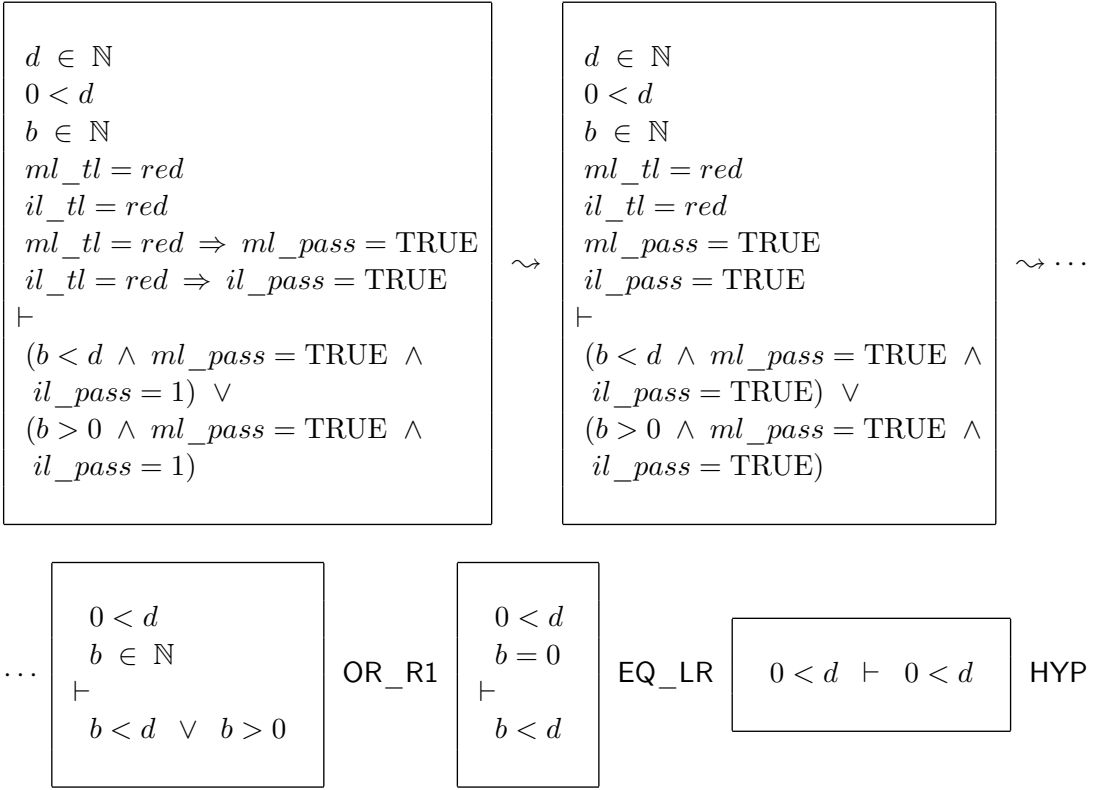 d ∈ ℕ
0 < d
b ∈ ℕ
ml_tl = red
il_tl = red
ml_tl = red ⇒ ml_pass = TRUE
il_tl = red ⇒ il_pass = TRUE
⊢
(b < d ∧ ml_pass = TRUE ∧
il_pass = 1) ∨
(b > 0 ∧ ml_pass = TRUE ∧
il_pass = 1)
⤳
d ∈ ℕ
0 < d
b ∈ ℕ
ml_tl = red
il_tl = red
ml_pass = TRUE
il_pass = TRUE
⊢
(b < d ∧ ml_pass = TRUE ∧
il_pass = TRUE) ∨
(b > 0 ∧ ml_pass = TRUE ∧
il_pass = TRUE)
⤳ ···
···
0 < d
b ∈ ℕ
⊢
b < d ∨ b > 0
OR_R1
0 < d
b = 0
⊢
b < d
EQ_LR
0 < d ⊢ 0 < d
HYP